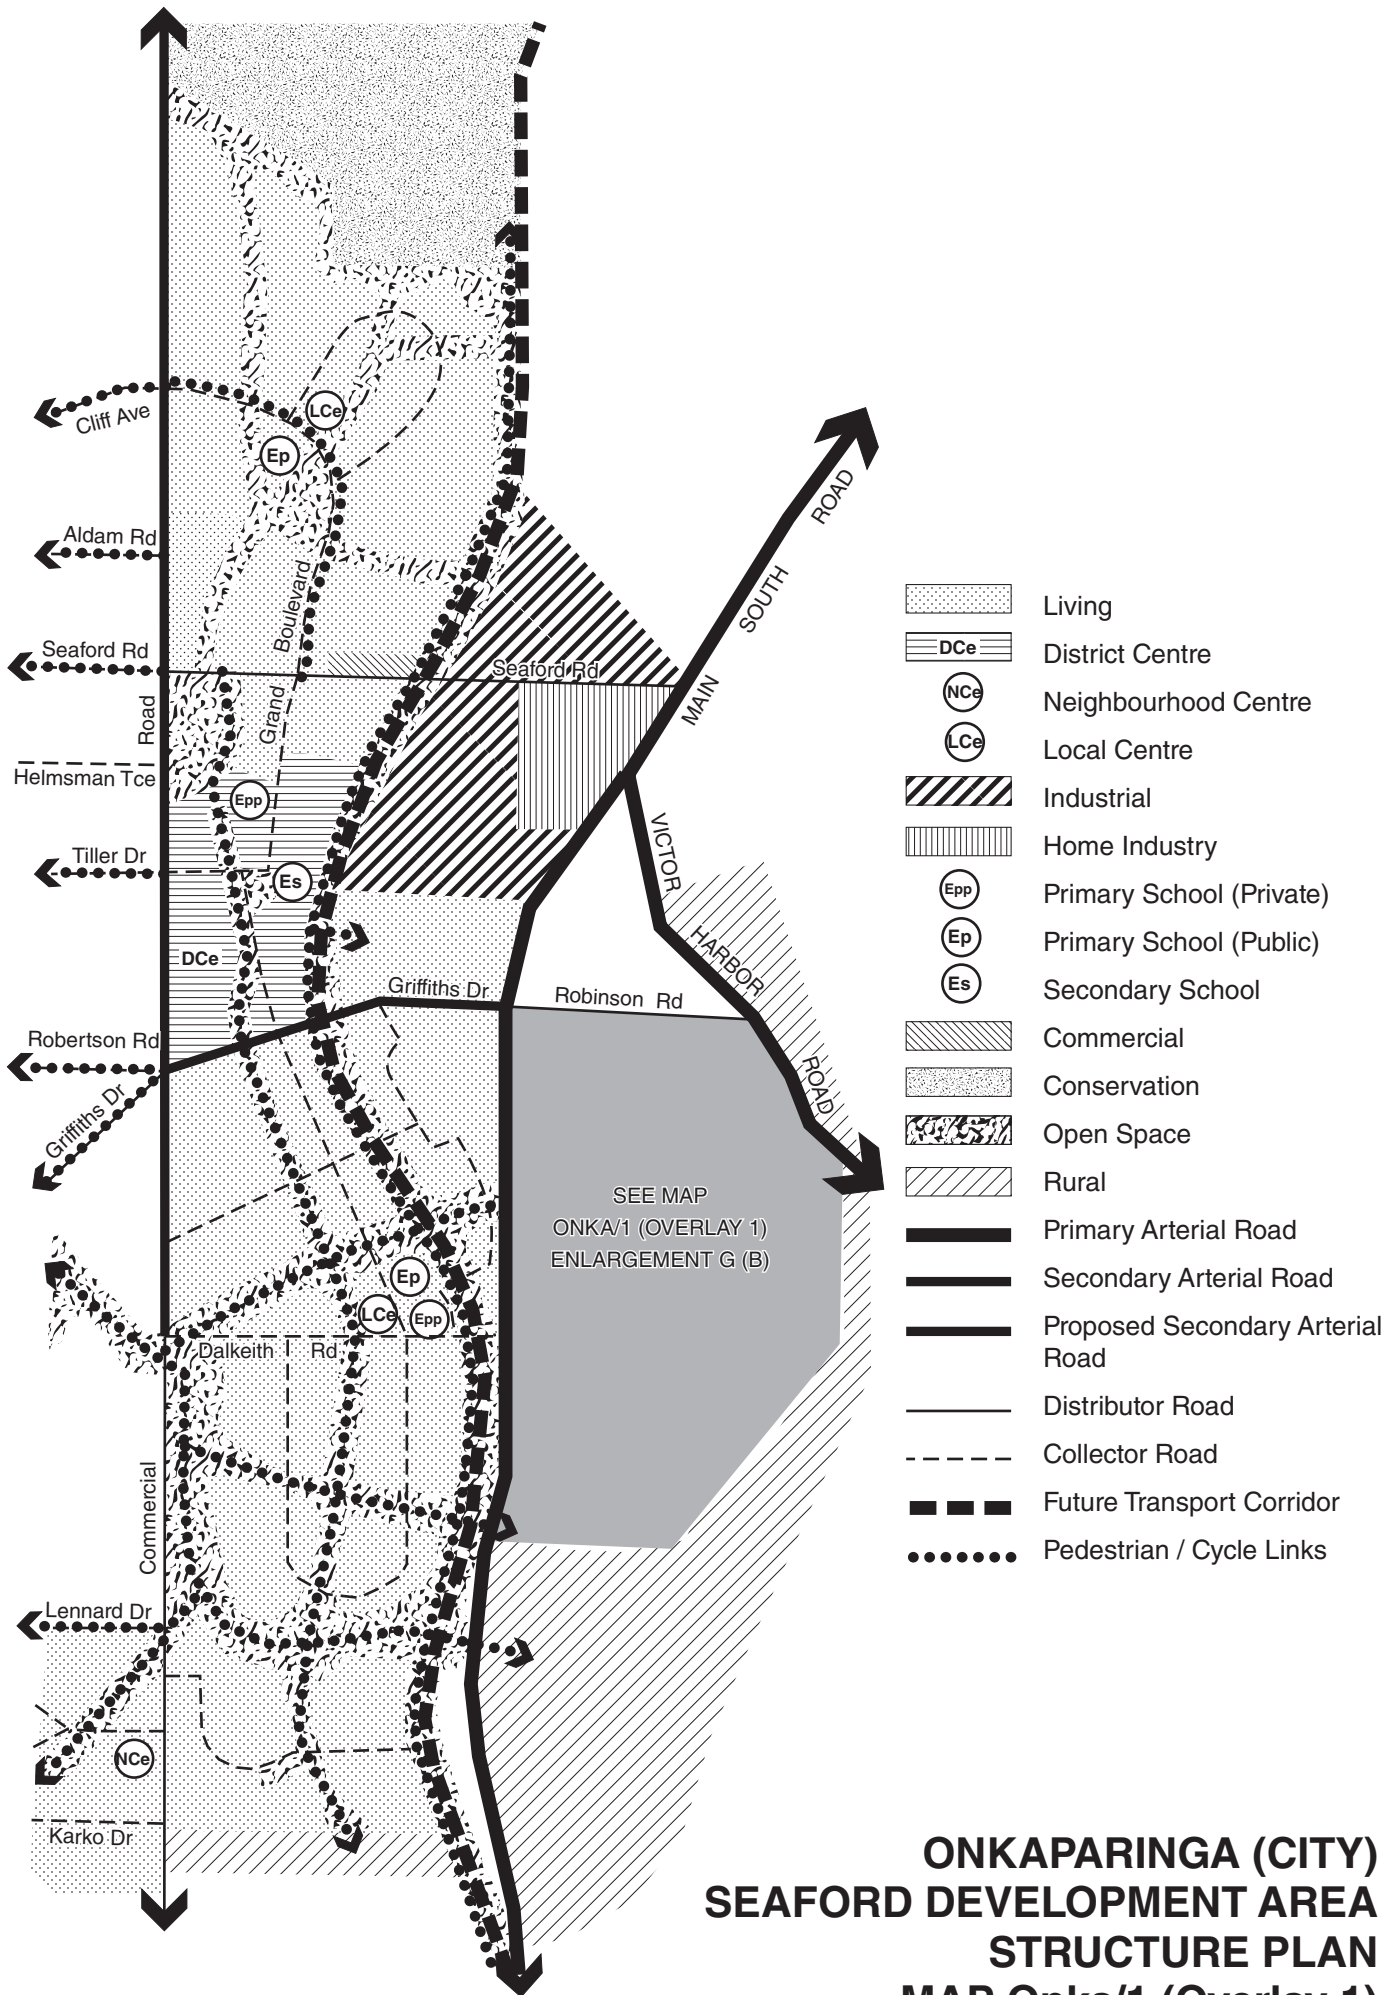 Cliff Ave
LCe
Ep
Aldam Rd
Boulevard
ROAD
SOUTH
MAIN
Seaford Rd
Seaford Rd
Road
Grand
Helmsman Tce
Epp
Tiller Dr
Es
VICTOR
HARBOR
ROAD
DCe
Griffiths Dr
Robinson Rd
Robertson Rd
Griffiths Dr
SEE MAP
ONKA/1 (OVERLAY 1)
ENLARGEMENT G (B)
Ep
LCe
Epp
Dalkeith Rd
Commercial
Lennard Dr
NCe
Karko Dr
Living
DCe District Centre
NCe Neighbourhood Centre
LCe Local Centre
Industrial
Home Industry
Epp Primary School (Private)
Ep Primary School (Public)
Es Secondary School
Commercial
Conservation
Open Space
Rural
Primary Arterial Road
Secondary Arterial Road
Proposed Secondary Arterial
Road
Distributor Road
Collector Road
Future Transport Corridor
Pedestrian / Cycle Links
ONKAPARINGA (CITY)
SEAFORD DEVELOPMENT AREA
STRUCTURE PLAN
MAP Onka/1 (Overlay 1)